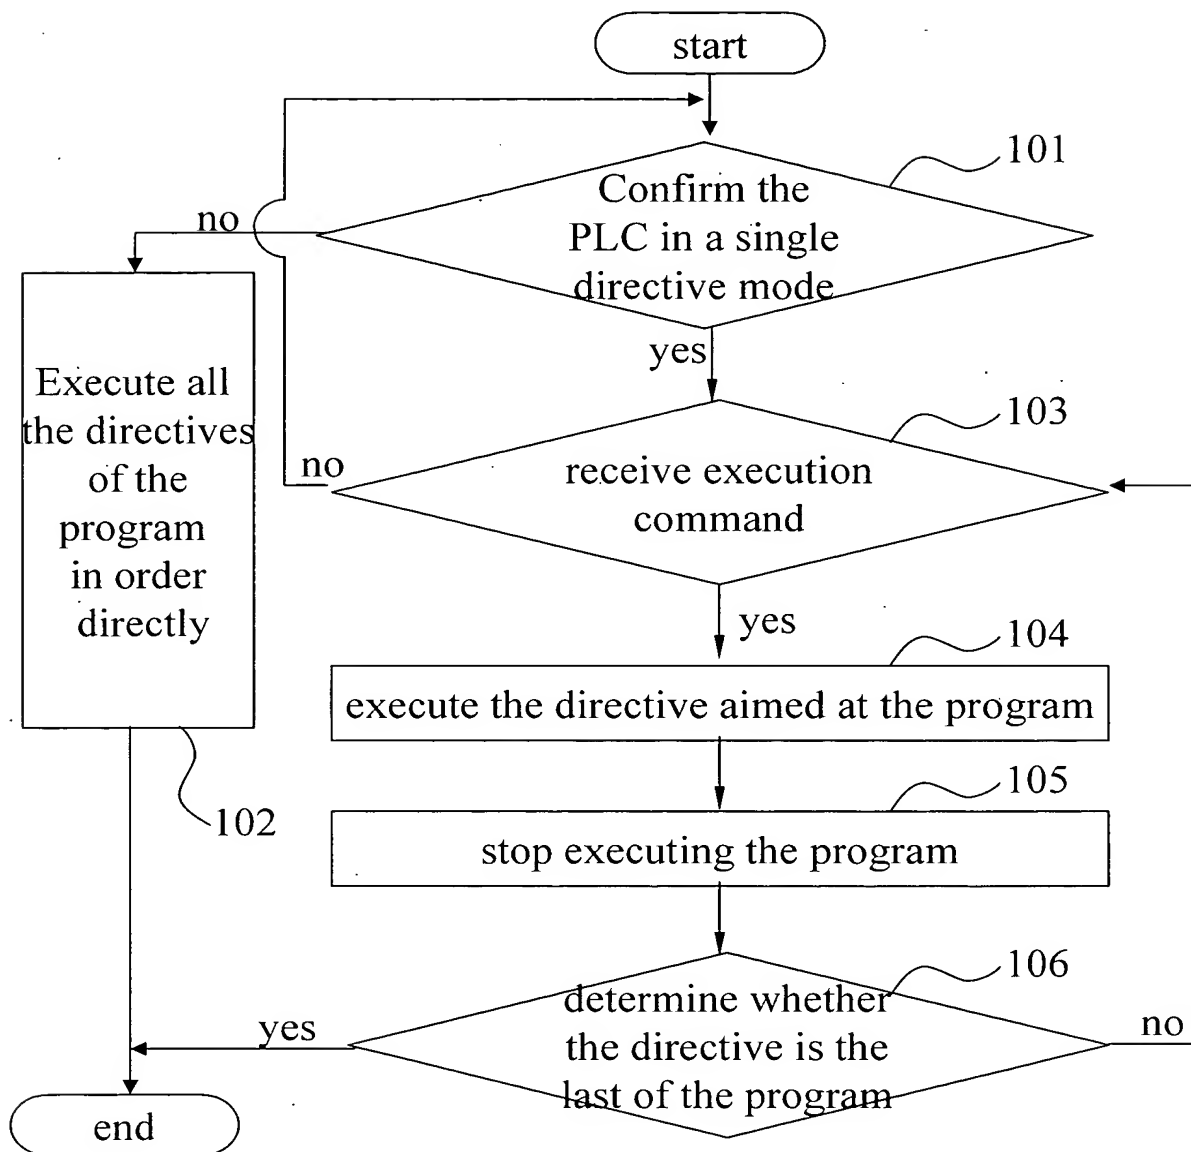 start
101
Confirm the
PLC in a single
directive mode
no
yes
Execute all
the directives
of the
program
in order
directly
102
103
receive execution
command
no
yes
104
execute the directive aimed at the program
105
stop executing the program
106
determine whether
the directive is the
last of the program
yes
no
end